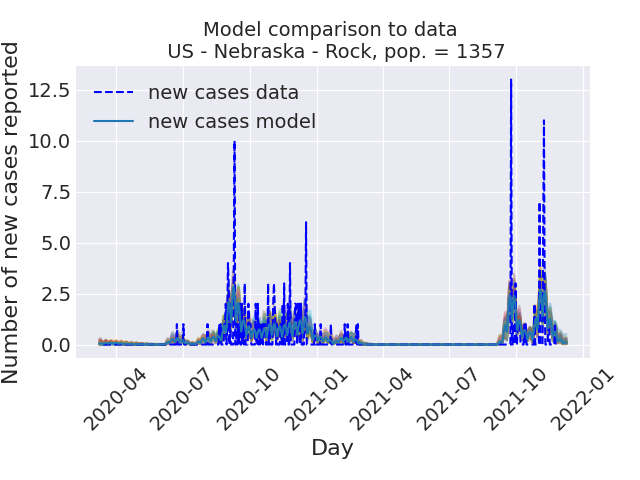 Model comparison to data
US - Nebraska - Rock, pop. = 1357
Number of new cases reported
12.5
10.0
7.5
5.0
2.5
0.0
new cases data
new cases model
2020-04
2020-07
2020-10
2021-01
2021-04
2021-07
2021-10
2022-01
Day